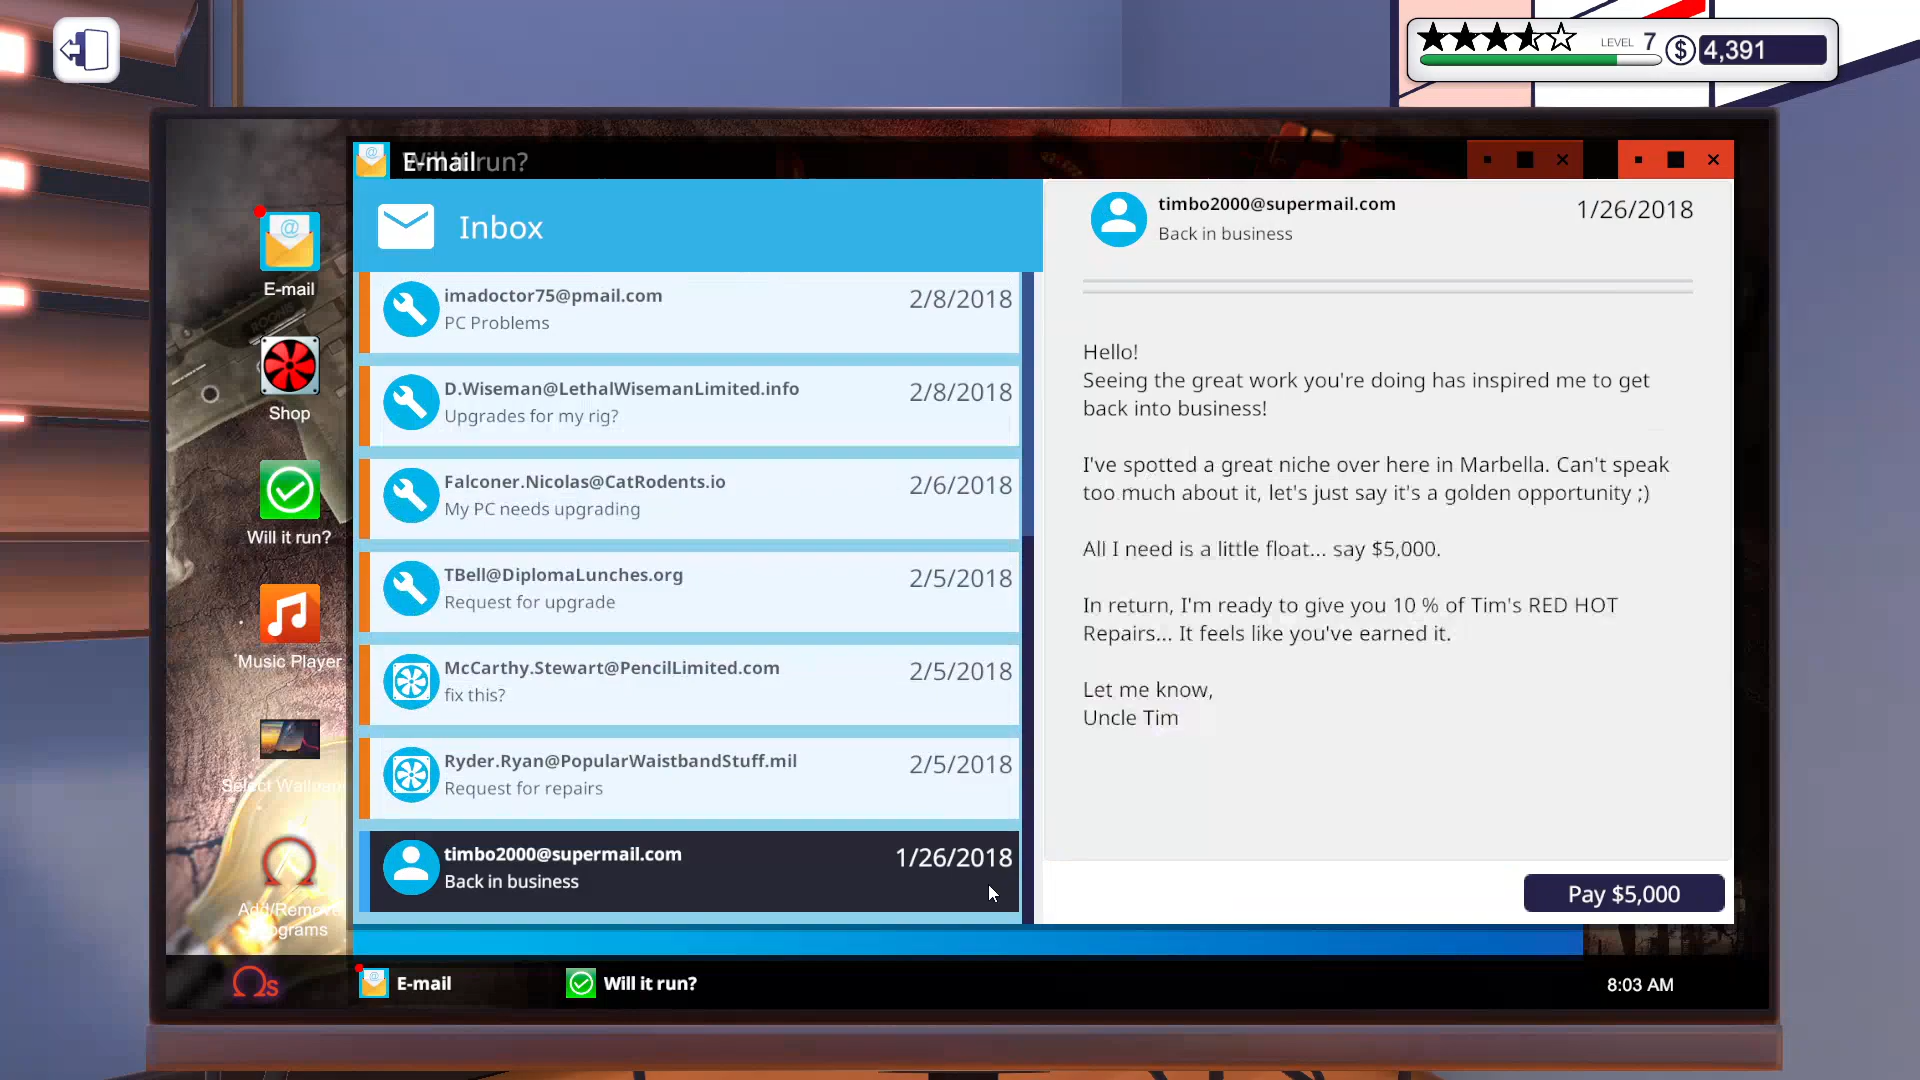 LEVEL 7
$ 4,391
E-mail
Will it run?
Inbox
imadoctor75@pmail.com
2/8/2018
PC Problems
D.Wiseman@LethalWisemanLimited.info
2/8/2018
Upgrades for my rig?
Falconer.Nicolas@CatRodents.io
2/6/2018
My PC needs upgrading
TBell@DiplomaLunches.org
2/5/2018
Request for upgrade
McCarthy.Stewart@PencilLimited.com
2/5/2018
fix this?
Ryder.Ryan@PopularWaistbandStuff.mil
2/5/2018
Request for repairs
timbo2000@supermail.com
1/26/2018
Back in business
timbo2000@supermail.com
1/26/2018
Back in business
Hello!
Seeing the great work you're doing has inspired me to get
back into business!
I've spotted a great niche over here in Marbella. Can't speak
too much about it, let's just say it's a golden opportunity ;)
All I need is a little float... say $5,000.
In return, I'm ready to give you 10 % of Tim's RED HOT
Repairs... It feels like you've earned it.
Let me know,
Uncle Tim
Pay $5,000
E-mail
Shop
Will it run?
Music Player
Select
Add/Remove
Ωs
E-mail
Will it run?
8:03 AM